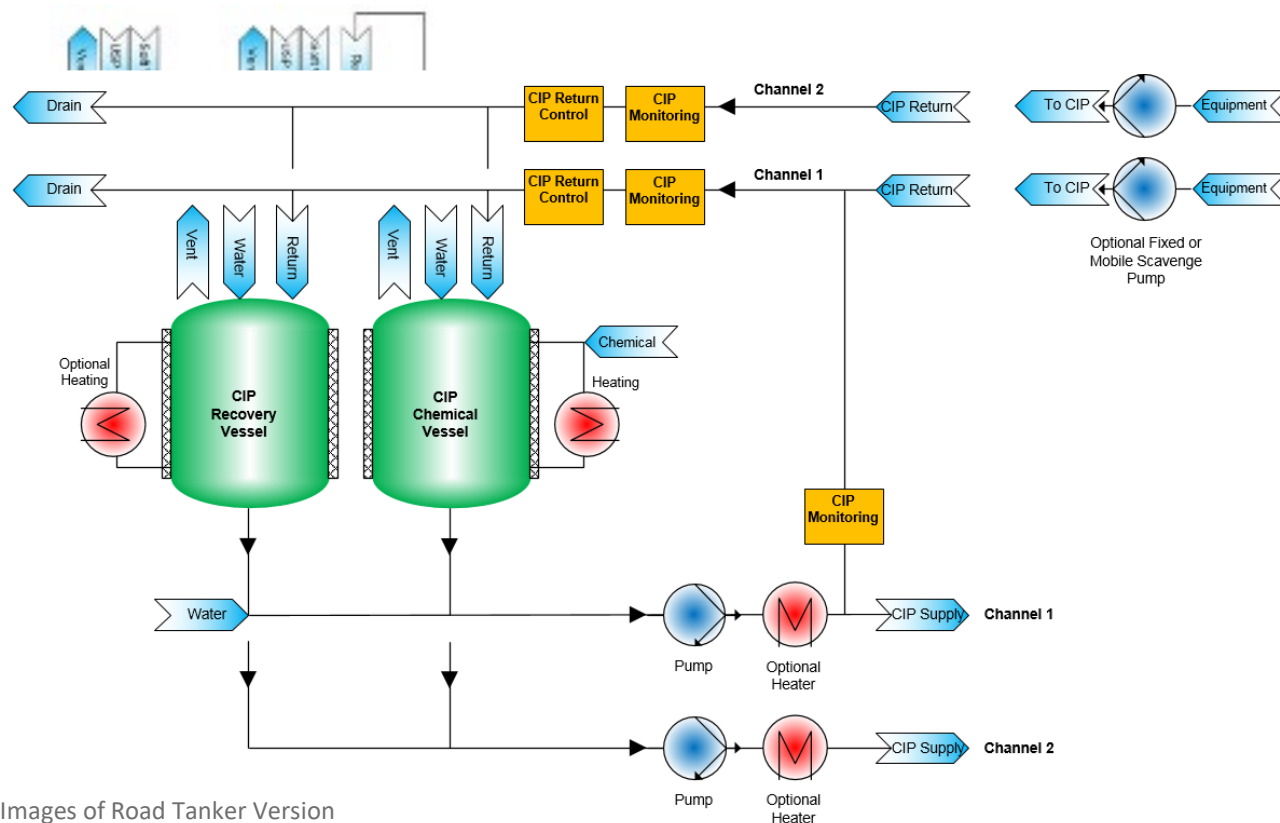 USP
USP
Drain
CIP Return
Control
CIP
Monitoring
Channel 2
CIP Return
To CIP
Equipment
Drain
CIP Return
Control
CIP
Monitoring
Channel 1
CIP Return
To CIP
Equipment
Optional Fixed or
Mobile Scavenge
Pump
Vent
Water
Return
Vent
Water
Return
Optional
Heating
CIP
Recovery
Vessel
CIP
Chemical
Vessel
Chemical
Heating
CIP
Monitoring
Water
Pump
Optional
Heater
CIP Supply
Channel 1
Pump
Optional
Heater
CIP Supply
Channel 2
Images of Road Tanker Version